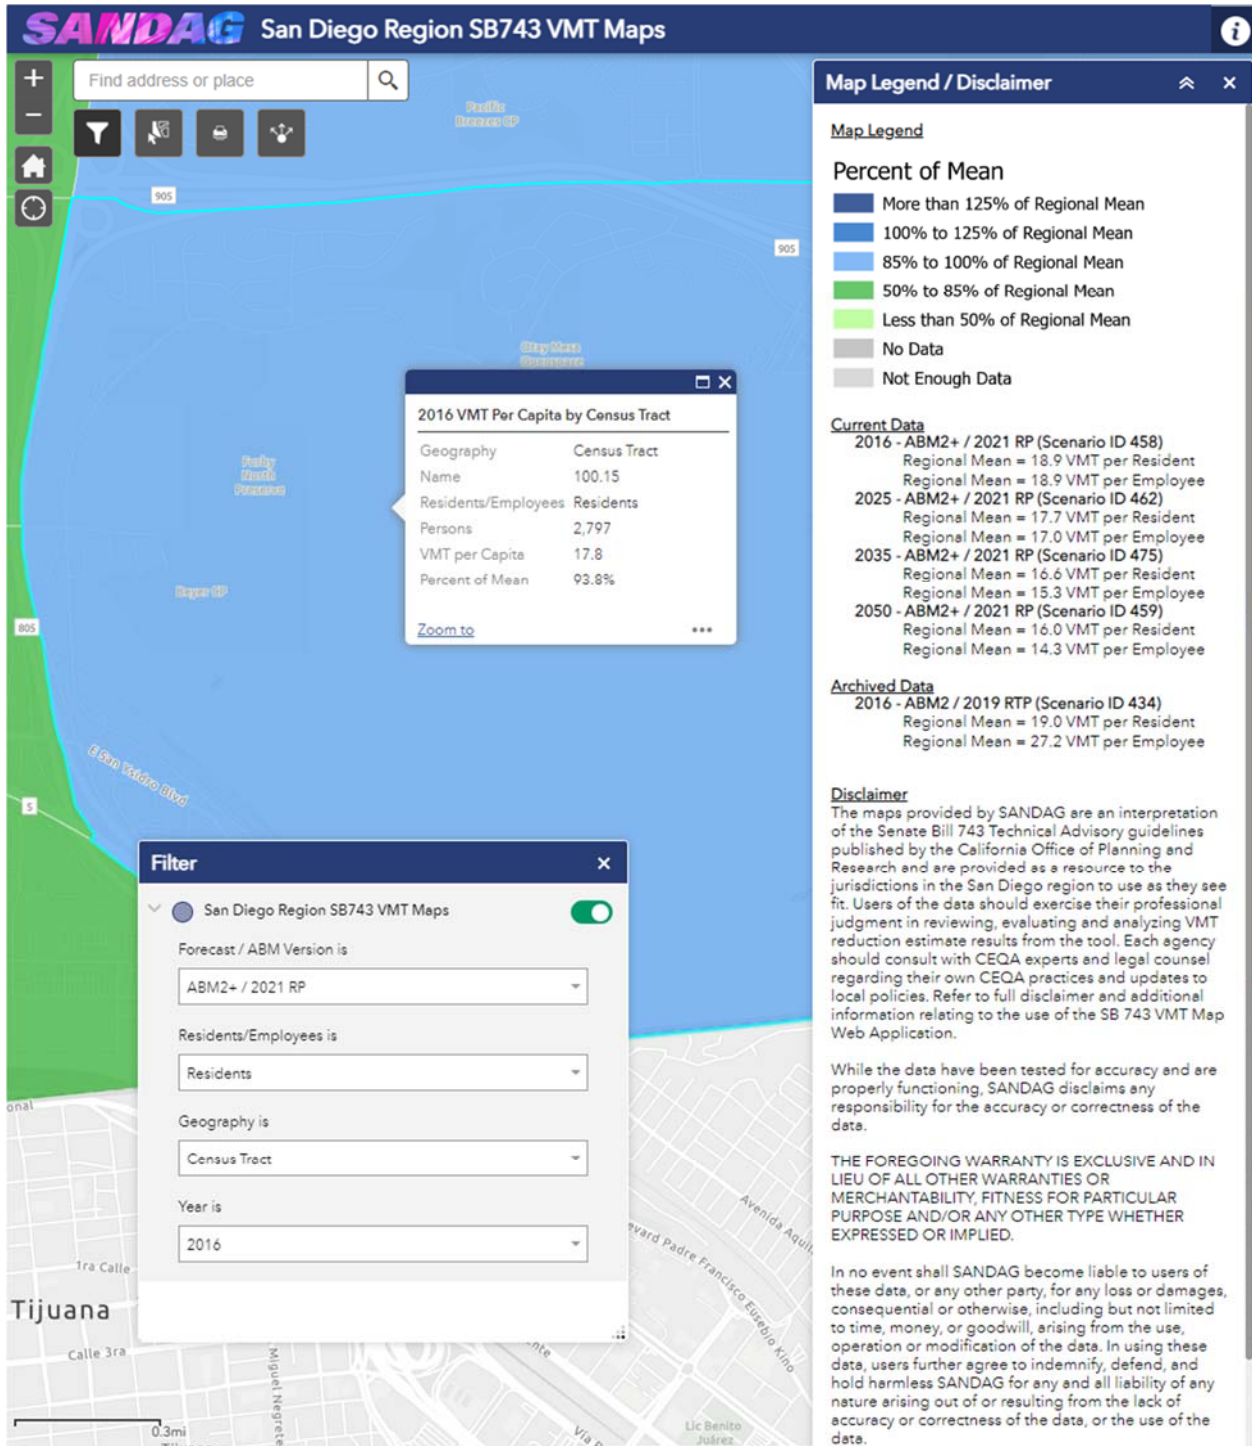 SANDAG San Diego Region SB743 VMT Maps
Find address or place
Pacific
Breezes CP
905
905
Otay Mesa
Openspace
Furby
North
Preserve
Beyer CP
805
E San Ysidro Blvd
5
2016 VMT Per Capita by Census Tract
Geography Census Tract
Name 100.15
Residents/Employees Residents
Persons 2,797
VMT per Capita 17.8
Percent of Mean 93.8%
Zoom to
Filter
San Diego Region SB743 VMT Maps
Forecast / ABM Version is
ABM2+ / 2021 RP
Residents/Employees is
Residents
Geography is
Census Tract
Year is
2016
onal
1ra Calle
Tijuana
Calle 3ra
Miguel Negrete
0.3mi
Avenida Aquil
evard Padre Francisco Eusebio Kino
nte
Vía R
Lic Benito
Juárez
Map Legend / Disclaimer
Map Legend
Percent of Mean
More than 125% of Regional Mean
100% to 125% of Regional Mean
85% to 100% of Regional Mean
50% to 85% of Regional Mean
Less than 50% of Regional Mean
No Data
Not Enough Data
Current Data
2016 - ABM2+ / 2021 RP (Scenario ID 458)
Regional Mean = 18.9 VMT per Resident
Regional Mean = 18.9 VMT per Employee
2025 - ABM2+ / 2021 RP (Scenario ID 462)
Regional Mean = 17.7 VMT per Resident
Regional Mean = 17.0 VMT per Employee
2035 - ABM2+ / 2021 RP (Scenario ID 475)
Regional Mean = 16.6 VMT per Resident
Regional Mean = 15.3 VMT per Employee
2050 - ABM2+ / 2021 RP (Scenario ID 459)
Regional Mean = 16.0 VMT per Resident
Regional Mean = 14.3 VMT per Employee
Archived Data
2016 - ABM2 / 2019 RTP (Scenario ID 434)
Regional Mean = 19.0 VMT per Resident
Regional Mean = 27.2 VMT per Employee
Disclaimer
The maps provided by SANDAG are an interpretation
of the Senate Bill 743 Technical Advisory guidelines
published by the California Office of Planning and
Research and are provided as a resource to the
jurisdictions in the San Diego region to use as they see
fit. Users of the data should exercise their professional
judgment in reviewing, evaluating and analyzing VMT
reduction estimate results from the tool. Each agency
should consult with CEQA experts and legal counsel
regarding their own CEQA practices and updates to
local policies. Refer to full disclaimer and additional
information relating to the use of the SB 743 VMT Map
Web Application.
While the data have been tested for accuracy and are
properly functioning, SANDAG disclaims any
responsibility for the accuracy or correctness of the
data.
THE FOREGOING WARRANTY IS EXCLUSIVE AND IN
LIEU OF ALL OTHER WARRANTIES OR
MERCHANTABILITY, FITNESS FOR PARTICULAR
PURPOSE AND/OR ANY OTHER TYPE WHETHER
EXPRESSED OR IMPLIED.
In no event shall SANDAG become liable to users of
these data, or any other party, for any loss or damages,
consequential or otherwise, including but not limited
to time, money, or goodwill, arising from the use,
operation or modification of the data. In using these
data, users further agree to indemnify, defend, and
hold harmless SANDAG for any and all liability of any
nature arising out of or resulting from the lack of
accuracy or correctness of the data, or the use of the
data.